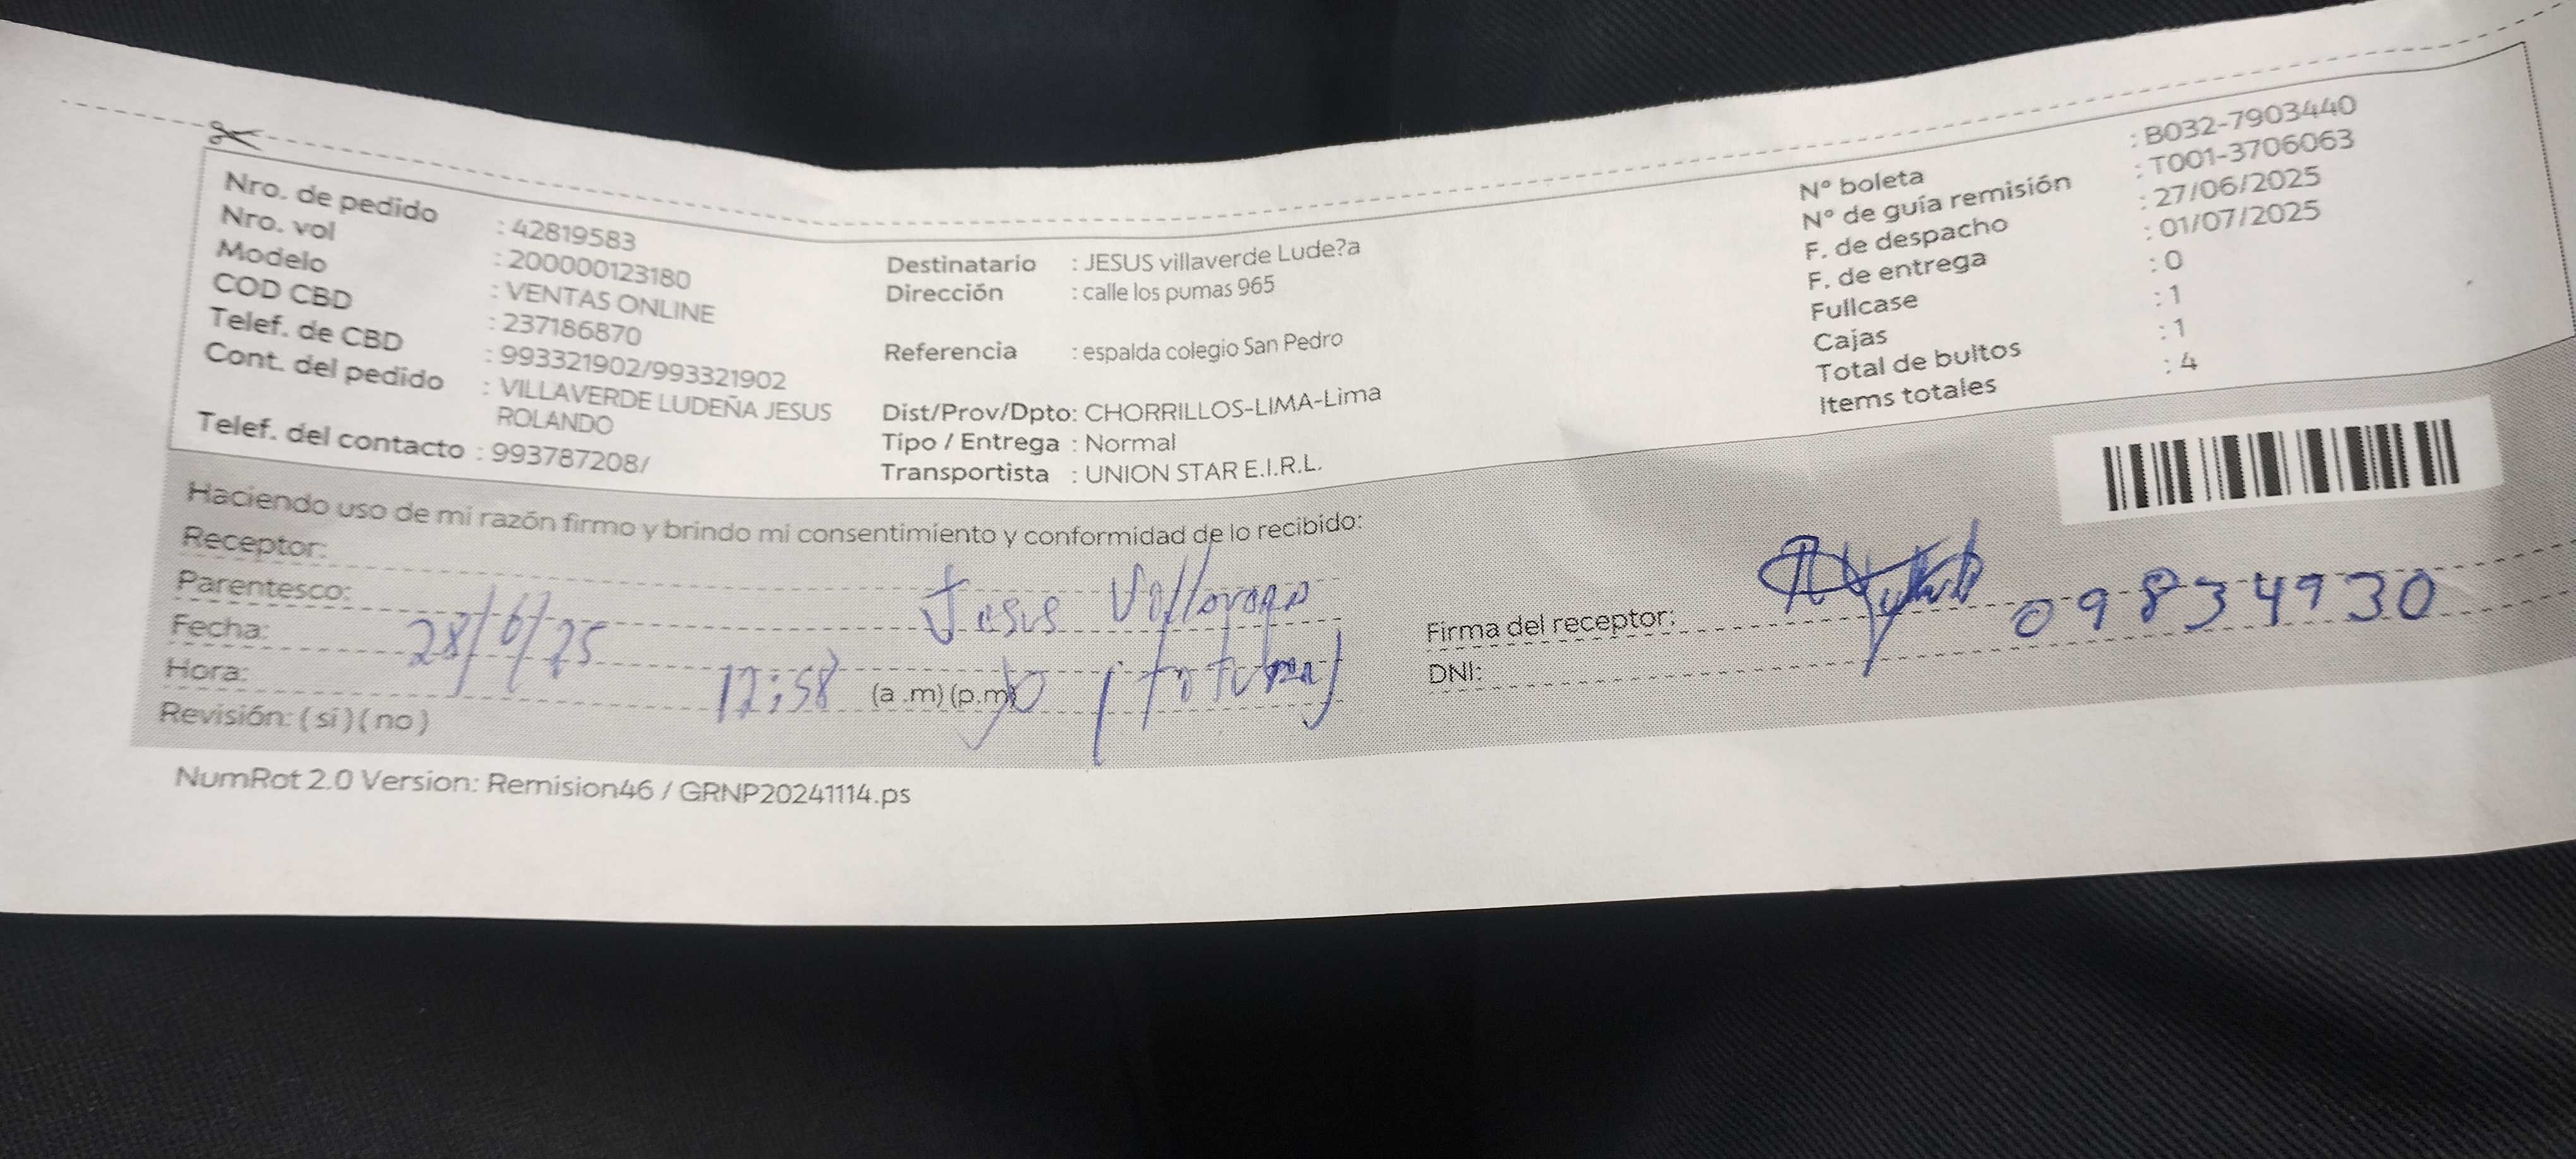 Nro. de pedido : 42819583
Nro. vol : 200000123180
Modelo : VENTAS ONLINE
COD CBD : 237186870
Telef. de CBD : 993321902/993321902
Cont. del pedido : VILLAVERDE LUDEÑA JESUS
ROLANDO
Telef. del contacto : 993787208/
Destinatario : JESUS villaverde Lude?a
Dirección : calle los pumas 965
Referencia : espalda colegio San Pedro
Dist/Prov/Dpto: CHORRILLOS-LIMA-Lima
Tipo / Entrega : Normal
Transportista : UNION STAR E.I.R.L.
N° boleta : B032-7903440
N° de guía remisión : T001-3706063
F. de despacho : 27/06/2025
F. de entrega : 01/07/2025
Fullcase : 0
Cajas : 1
Total de bultos : 1
Items totales : 4
Haciendo uso de mi razón firmo y brindo mi consentimiento y conformidad de lo recibido:
Receptor: Jesus
Parentesco:
Fecha: 28/6/25
Hora: 12:58 (a .m) (p.m)
Revisión: ( si ) ( no )
Firma del receptor:
DNI: 09834930
NumRot 2.0 Version: Remision46 / GRNP20241114.ps